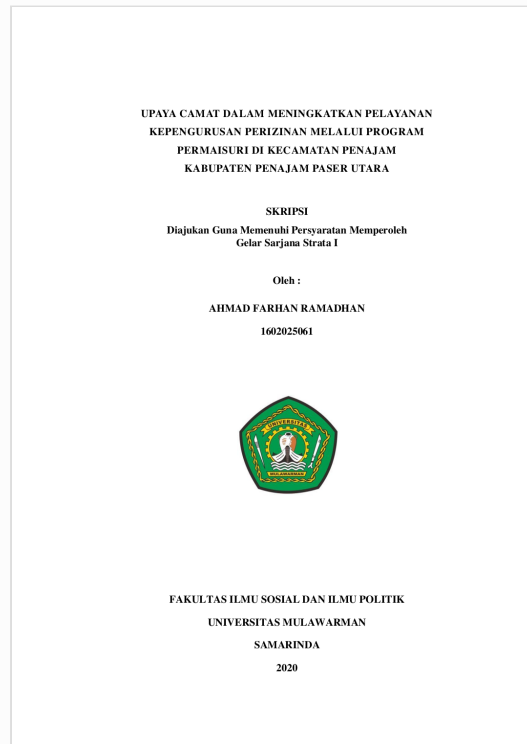 UPAYA CAMAT DALAM MENINGKATKAN PELAYANAN
KEPENGURUSAN PERIZINAN MELALUI PROGRAM
PERMAISURI DI KECAMATAN PENAJAM
KABUPATEN PENAJAM PASER UTARA
SKRIPSI
Diajukan Guna Memenuhi Persyaratan Memperoleh
Gelar Sarjana Strata I
Oleh :
AHMAD FARHAN RAMADHAN
1602025061
UNIVERSITAS
MULAWARMAN
FAKULTAS ILMU SOSIAL DAN ILMU POLITIK
UNIVERSITAS MULAWARMAN
SAMARINDA
2020